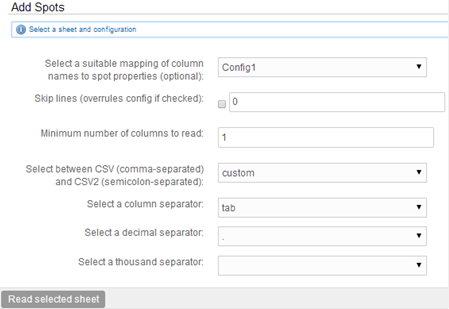 Add Spots
Select a sheet and configuration
Select a suitable mapping of column
names to spot properties (optional):
Config1
Skip lines (overrules config if checked):
0
Minimum number of columns to read:
1
Select between CSV (comma-separated)
and CSV2 (semicolon-separated):
custom
Select a column separator:
tab
Select a decimal separator:
.
Select a thousand separator:
Read selected sheet